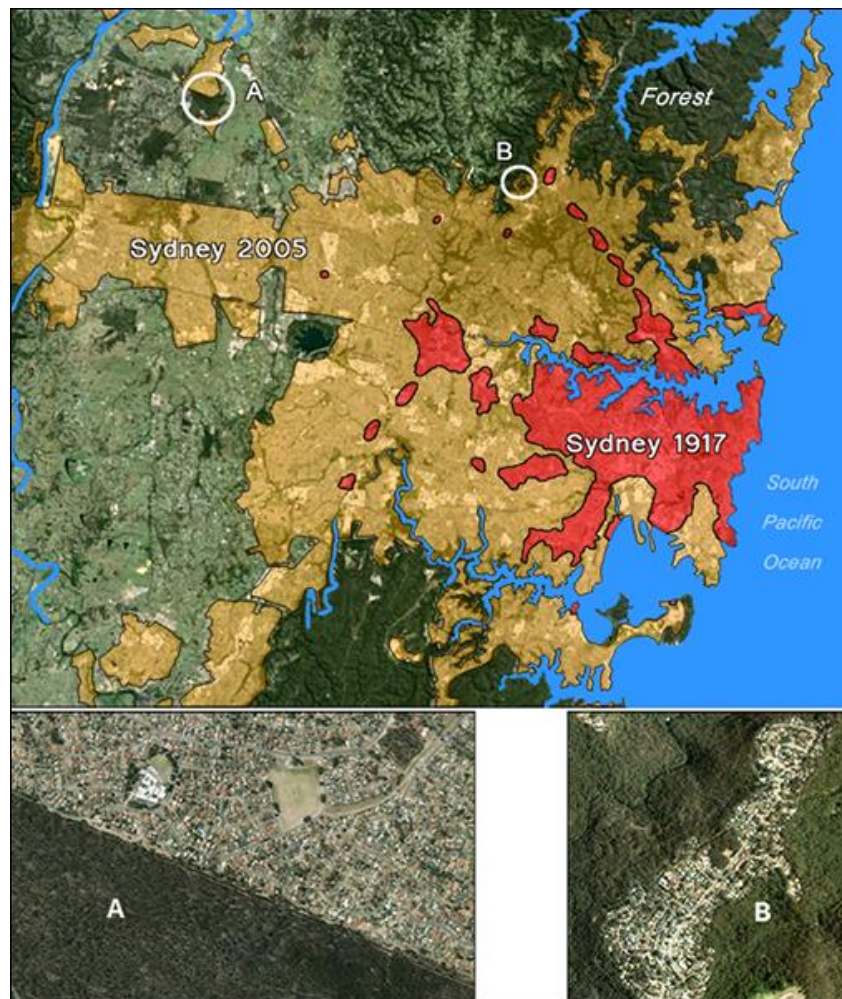 Forest
A
B
Sydney 2005
Sydney 1917
South
Pacific
Ocean
A
B